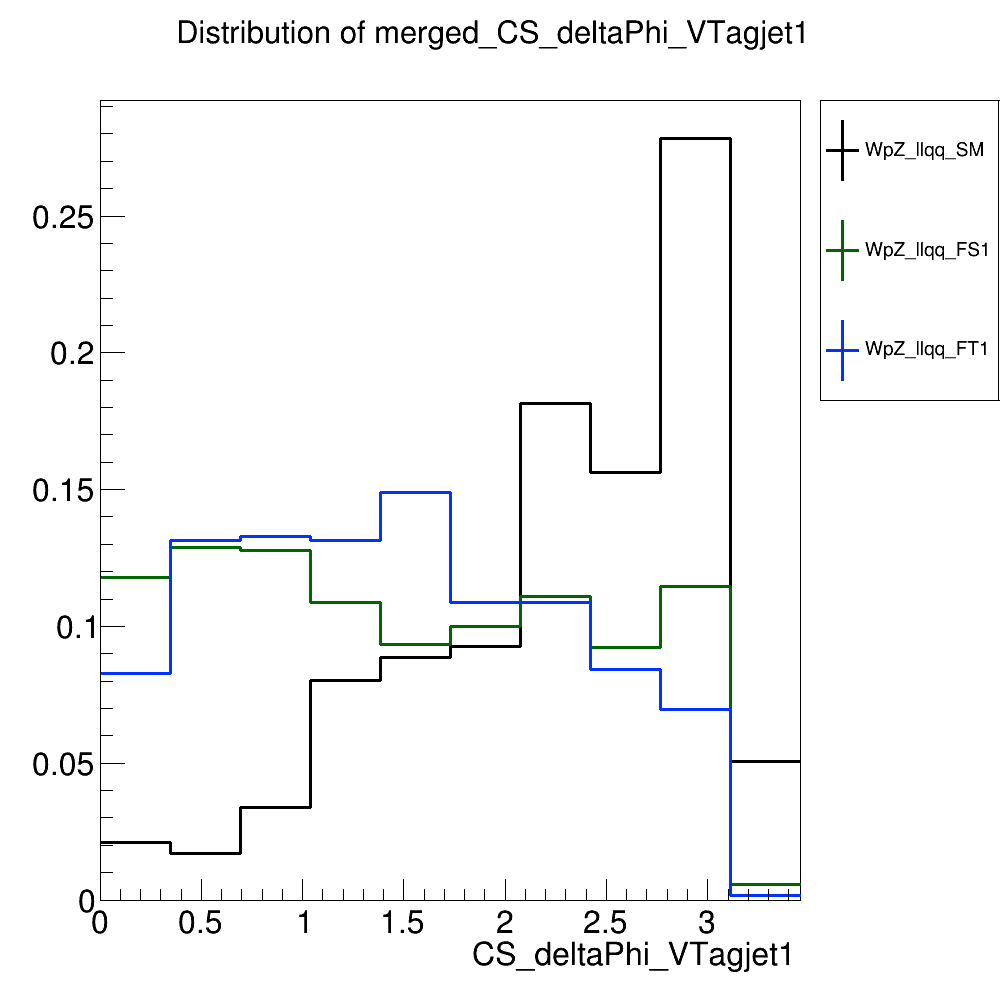 Distribution of merged_CS_deltaPhi_VTagjet1
WpZ_llqq_SM
WpZ_llqq_FS1
WpZ_llqq_FT1
0.25
0.2
0.15
0.1
0.05
0
0 0.5 1 1.5 2 2.5 3
CS_deltaPhi_VTagjet1